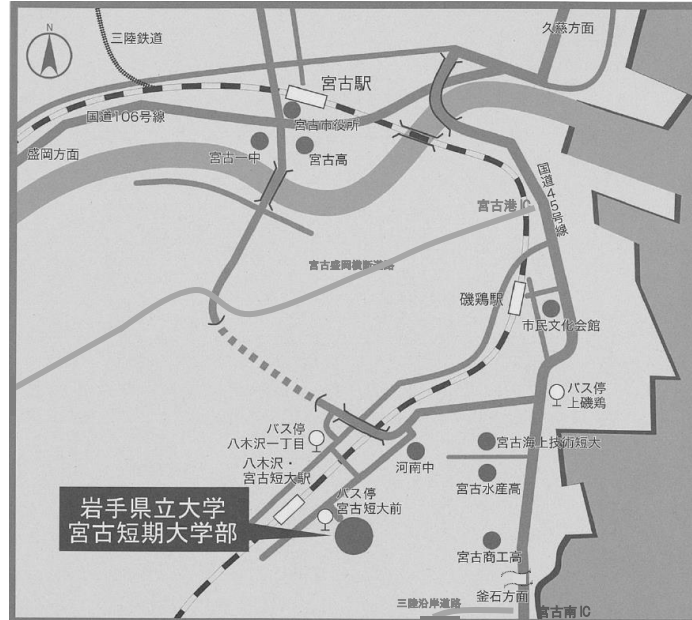 N
三陸鉄道
久慈方面
宮古駅
国道106号線
宮古市役所
盛岡方面
宮古一中
宮古高
国道45号線
宮古港IC
宮古盛岡横断道路
磯鶏駅
市民文化会館
バス停
上磯鶏
バス停
八木沢一丁目
宮古海上技術短大
八木沢・
宮古短大駅
河南中
宮古水産高
バス停
宮古短大前
岩手県立大学
宮古短期大学部
宮古商工高
釜石方面
三陸沿岸道路
宮古南IC